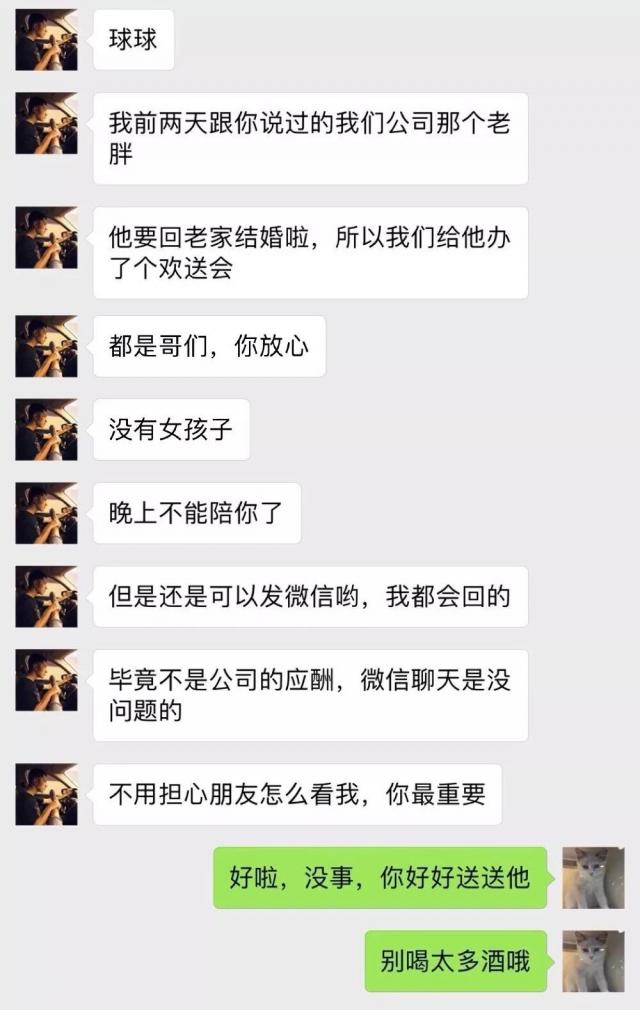 球球
我前两天跟你说过的我们公司那个老
胖
他要回老家结婚啦，所以我们给他办
了个欢送会
都是哥们，你放心
没有女孩子
晚上不能陪你了
但是还是可以发微信哟，我都会回的
毕竟不是公司的应酬，微信聊天是没
问题的
不用担心朋友怎么看我，你最重要
好啦，没事，你好好送送他
别喝太多酒哦